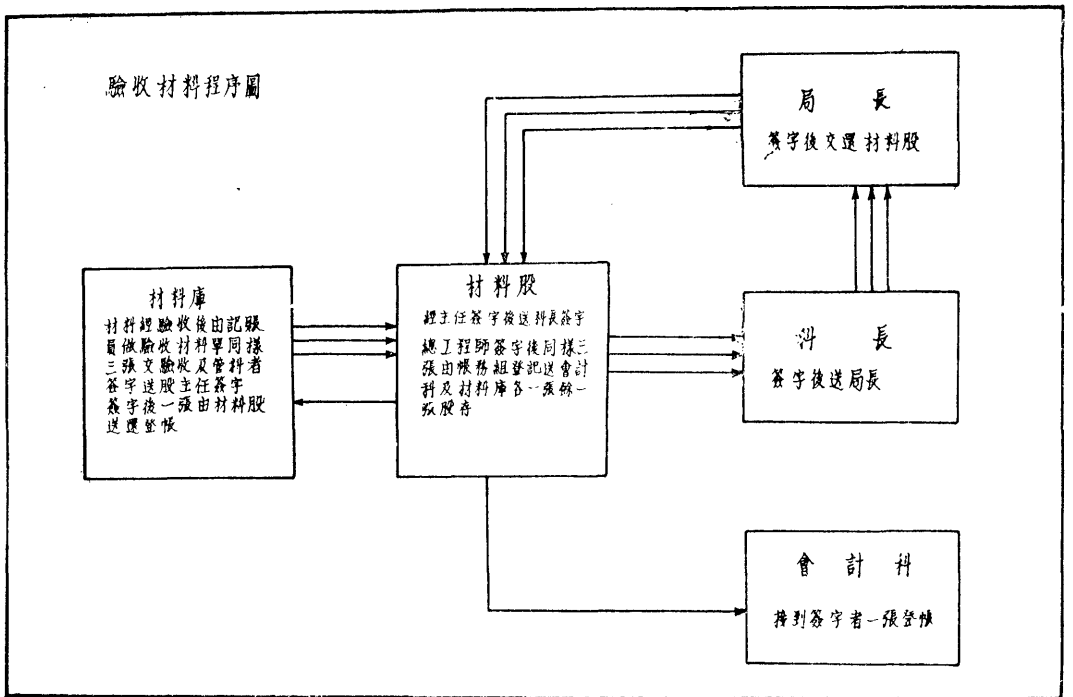 驗收材料程序圖
局長
簽字後交還材料股
材料庫
材料經驗收後由記賬
員做驗收材料單同樣
三張交驗收及管料者
簽字送股主任簽字
簽字後一張由材料股
送還登帳
材料股
經主任簽字後送科長簽字
總工程師簽字後同樣三
張由帳務組登記送會計
科及材料庫各一張餘一
張股存
科長
簽字後送局長
會計科
接到簽字者一張登帳